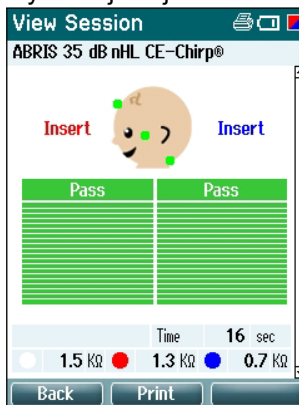 View Session
ABRIS 35 dB nHL CE-Chirp®
Insert Insert
Pass Pass
Time 16 sec
1.5 KΩ 1.3 KΩ 0.7 KΩ
Back Print